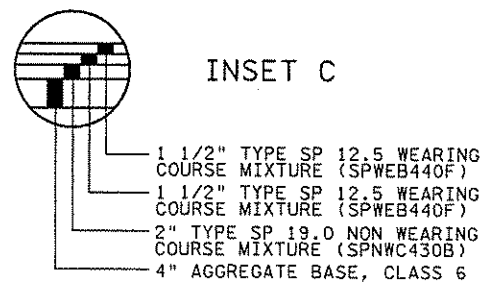 INSET C
1 1/2" TYPE SP 12.5 WEARING
COURSE MIXTURE (SPWEB440F)
1 1/2" TYPE SP 12.5 WEARING
COURSE MIXTURE (SPWEB440F)
2" TYPE SP 19.0 NON WEARING
COURSE MIXTURE (SPNWC430B)
4" AGGREGATE BASE, CLASS 6